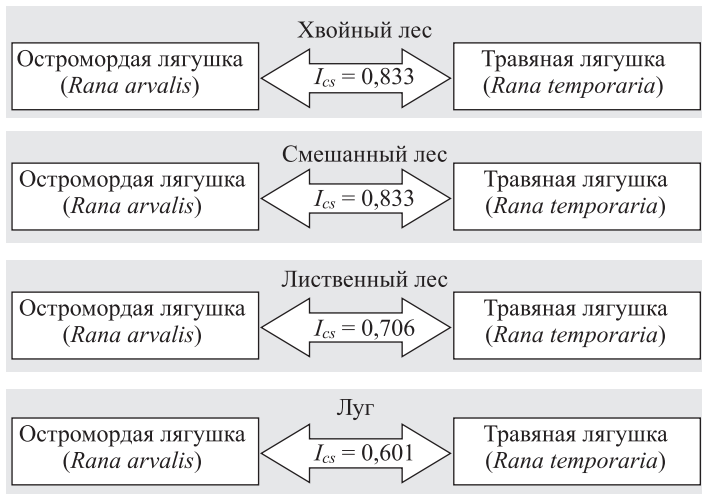 Хвойный лес
Остромордая лягушка
(Rana arvalis)
I_cs = 0,833
Травяная лягушка
(Rana temporaria)
Смешанный лес
Остромордая лягушка
(Rana arvalis)
I_cs = 0,833
Травяная лягушка
(Rana temporaria)
Лиственный лес
Остромордая лягушка
(Rana arvalis)
I_cs = 0,706
Травяная лягушка
(Rana temporaria)
Луг
Остромордая лягушка
(Rana arvalis)
I_cs = 0,601
Травяная лягушка
(Rana temporaria)